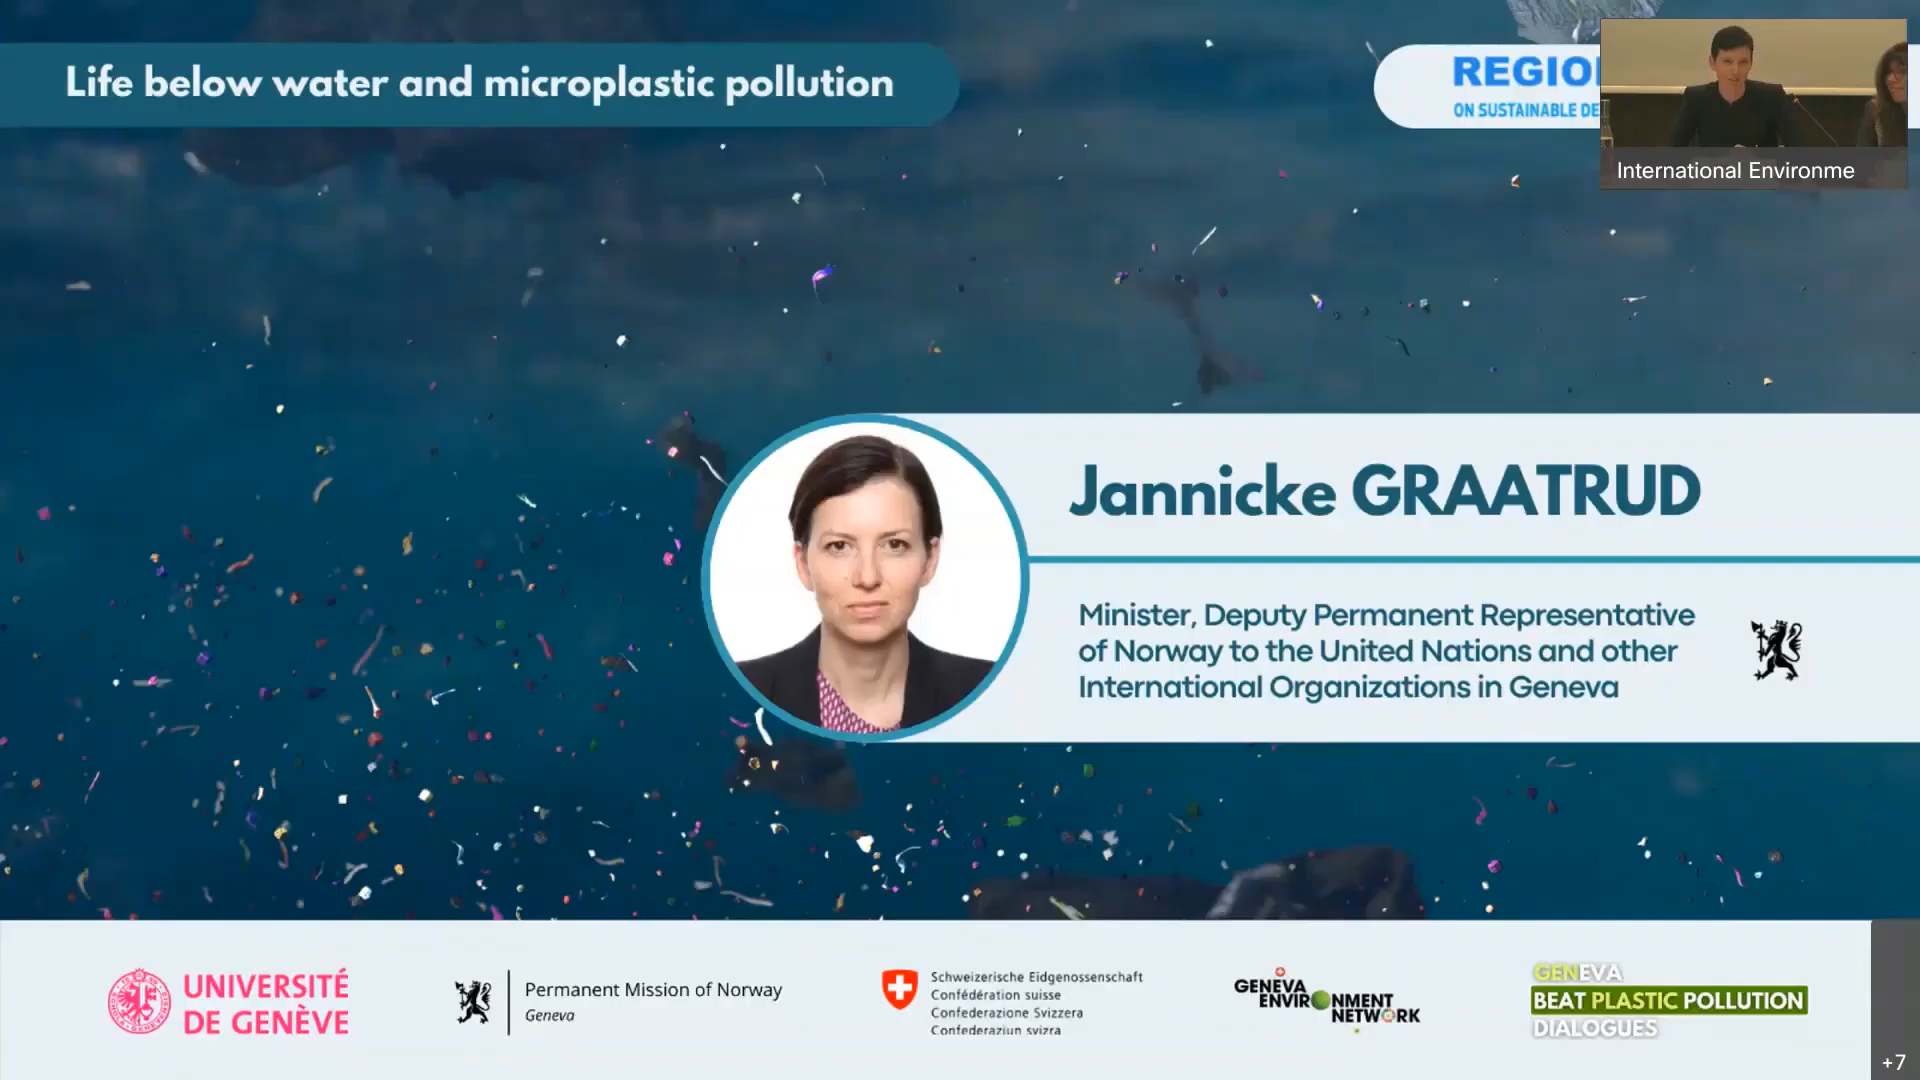 Life below water and microplastic pollution
REGIO
ON SUSTAINABLE DE
International Environme
Jannicke GRAATRUD
Minister, Deputy Permanent Representative
of Norway to the United Nations and other
International Organizations in Geneva
UNIVERSITÉ
DE GENÈVE
Permanent Mission of Norway
Geneva
Schweizerische Eidgenossenschaft
Confédération suisse
Confederazione Svizzera
Confederaziun svizra
GENEVA
ENVIRONMENT
NETWORK
GENEVA
BEAT PLASTIC POLLUTION
DIALOGUES
+7